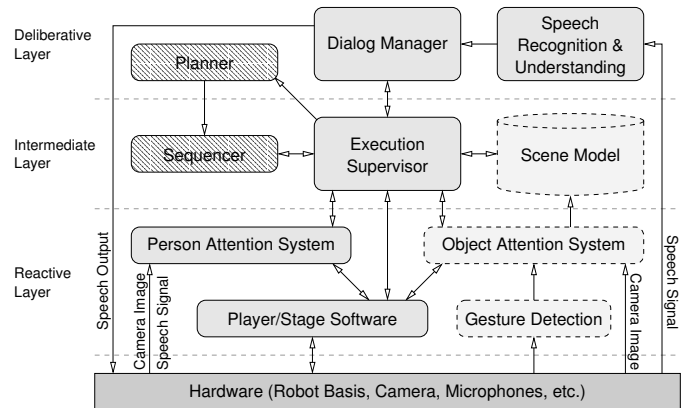 Deliberative
Layer
Planner
Dialog Manager
Speech
Recognition &
Understanding
Intermediate
Layer
Sequencer
Execution
Supervisor
Scene Model
Reactive
Layer
Speech Output
Person Attention System
Object Attention System
Camera Image
Speech Signal
Player/Stage Software
Gesture Detection
Camera Image
Speech Signal
Hardware (Robot Basis, Camera, Microphones, etc.)